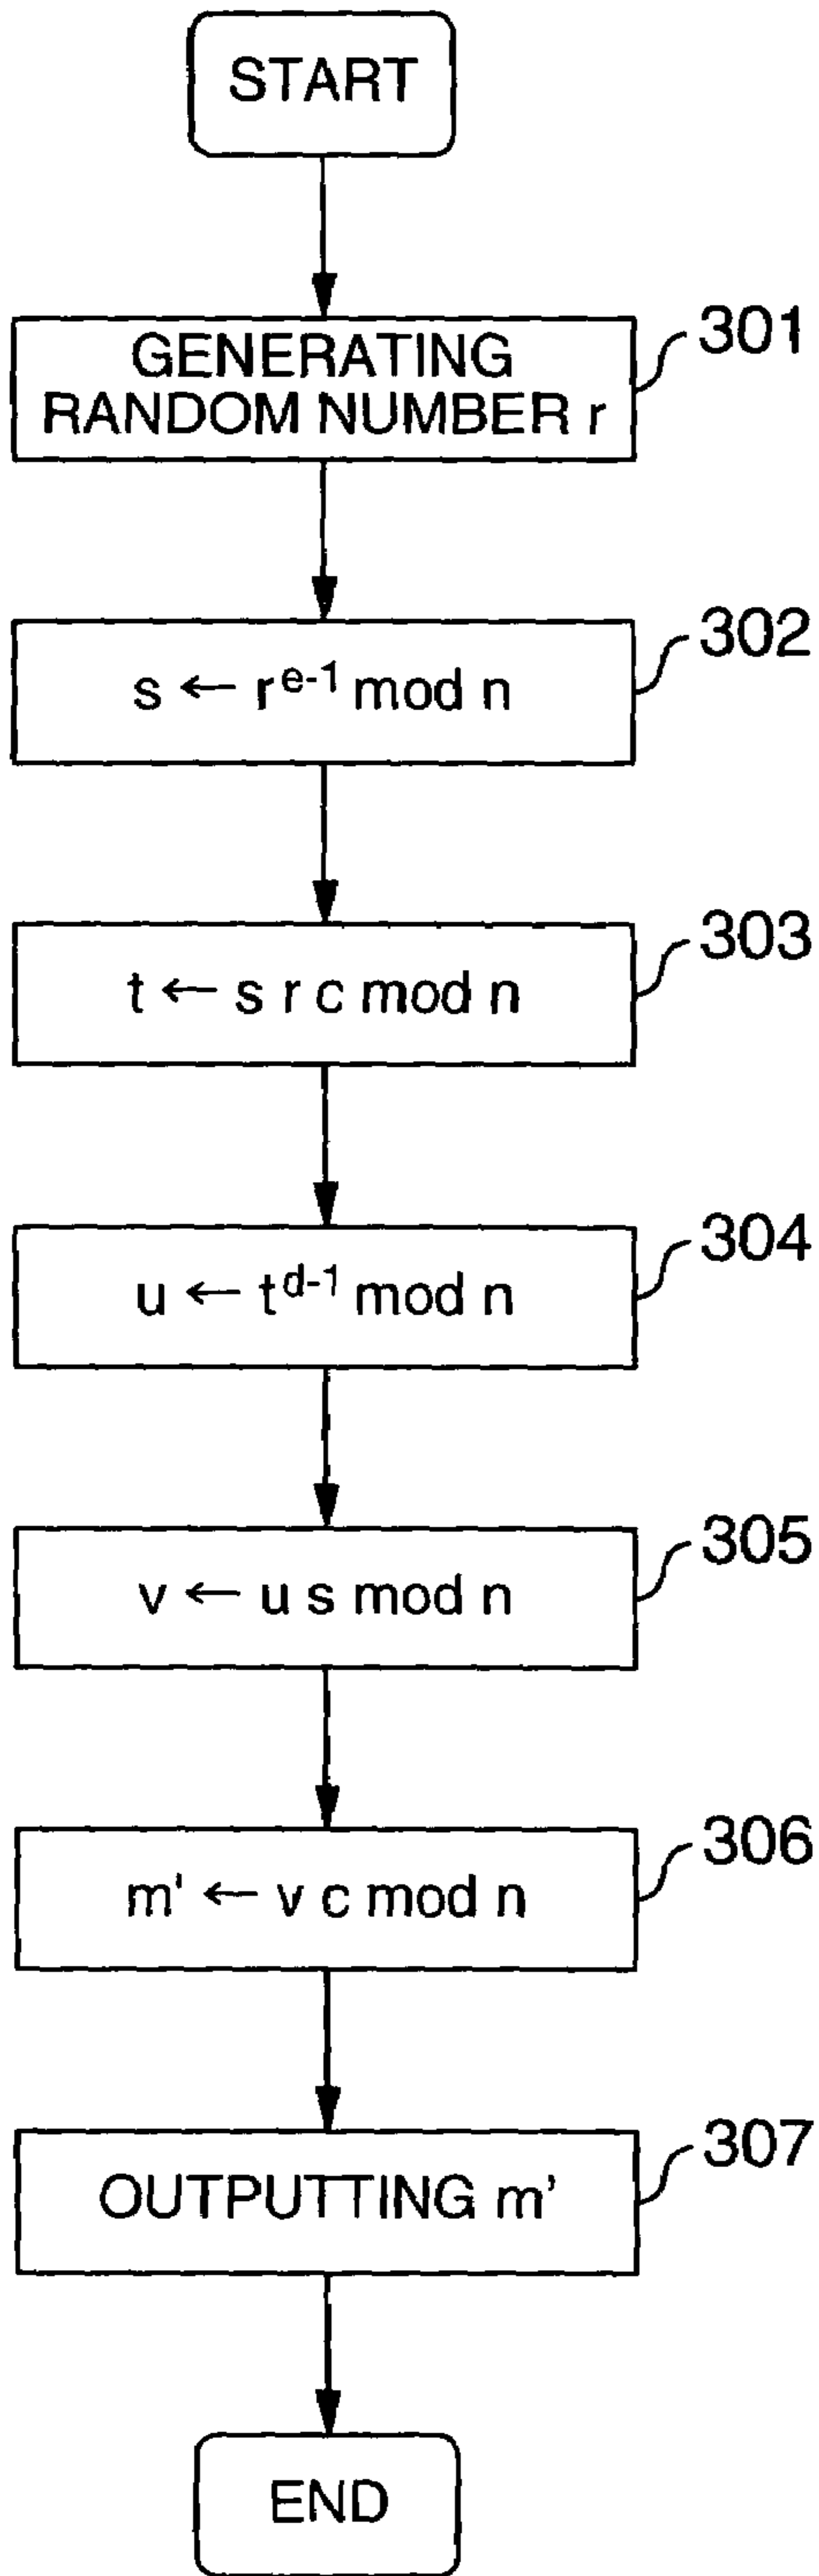 START
GENERATING
RANDOM NUMBER r
301
s ← r^e-1 mod n
302
t ← s r c mod n
303
u ← t^d-1 mod n
304
v ← u s mod n
305
m' ← v c mod n
306
OUTPUTTING m'
307
END